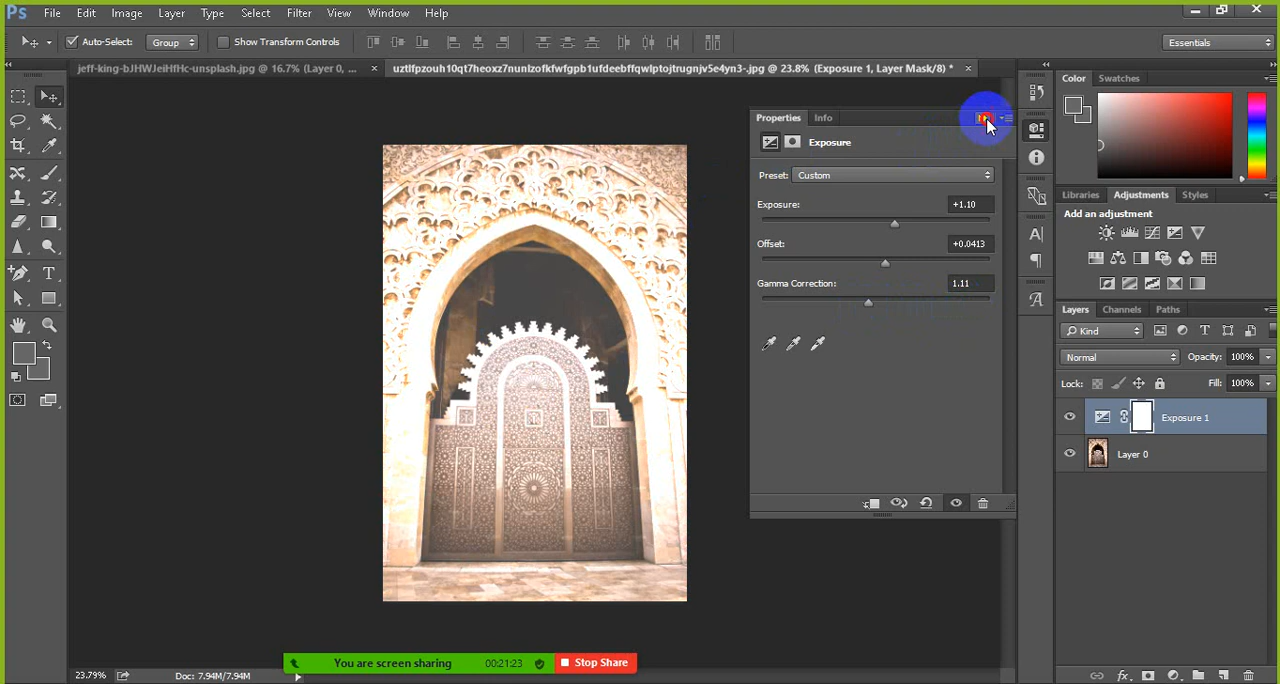 Ps File Edit Image Layer Type Select Filter View Window Help
Auto-Select: Group Show Transform Controls Essentials
jeff-king-bJHWJeiHfHc-unsplash.jpg @ 16.7% (Layer 0, ... × uztlfpzouh10qt7heoxz7nunlzofkfwfgpb1ufdeebffqwlptojtrugnjv5e4yn3-.jpg @ 23.8% (Exposure 1, Layer Mask/8) * ×
Color Swatches
Properties Info
Exposure
Preset: Custom
Exposure: +1.10
Offset: +0.0413
Gamma Correction: 1.11
Libraries Adjustments Styles
Add an adjustment
Layers Channels Paths
Kind
Normal Opacity: 100%
Lock: Fill: 100%
Exposure 1
Layer 0
You are screen sharing 00:21:23 Stop Share
23.79% Doc: 7.94M/7.94M